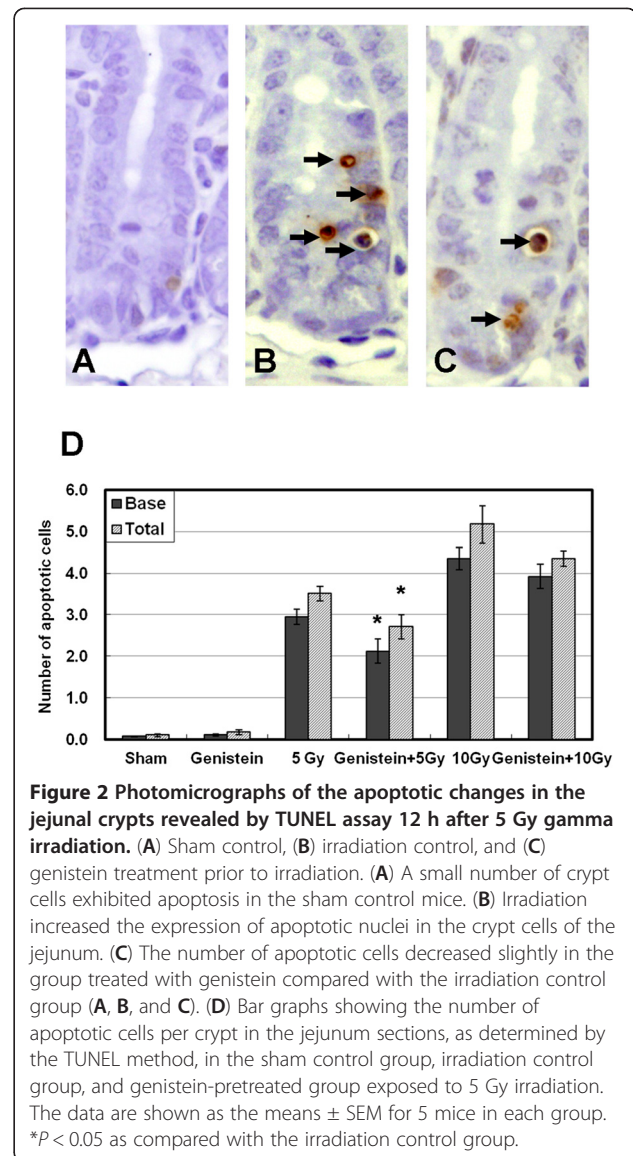 A
B
C
D
6.0
5.0
4.0
3.0
2.0
1.0
0.0
Number of apoptotic cells
Base
Total
*
*
Sham
Genistein
5 Gy
Genistein+5Gy
10Gy
Genistein+10Gy
Figure 2 Photomicrographs of the apoptotic changes in the
jejunal crypts revealed by TUNEL assay 12 h after 5 Gy gamma
irradiation. (A) Sham control, (B) irradiation control, and (C)
genistein treatment prior to irradiation. (A) A small number of crypt
cells exhibited apoptosis in the sham control mice. (B) Irradiation
increased the expression of apoptotic nuclei in the crypt cells of the
jejunum. (C) The number of apoptotic cells decreased slightly in the
group treated with genistein compared with the irradiation control
group (A, B, and C). (D) Bar graphs showing the number of
apoptotic cells per crypt in the jejunum sections, as determined by
the TUNEL method, in the sham control group, irradiation control
group, and genistein-pretreated group exposed to 5 Gy irradiation.
The data are shown as the means ± SEM for 5 mice in each group.
*P < 0.05 as compared with the irradiation control group.